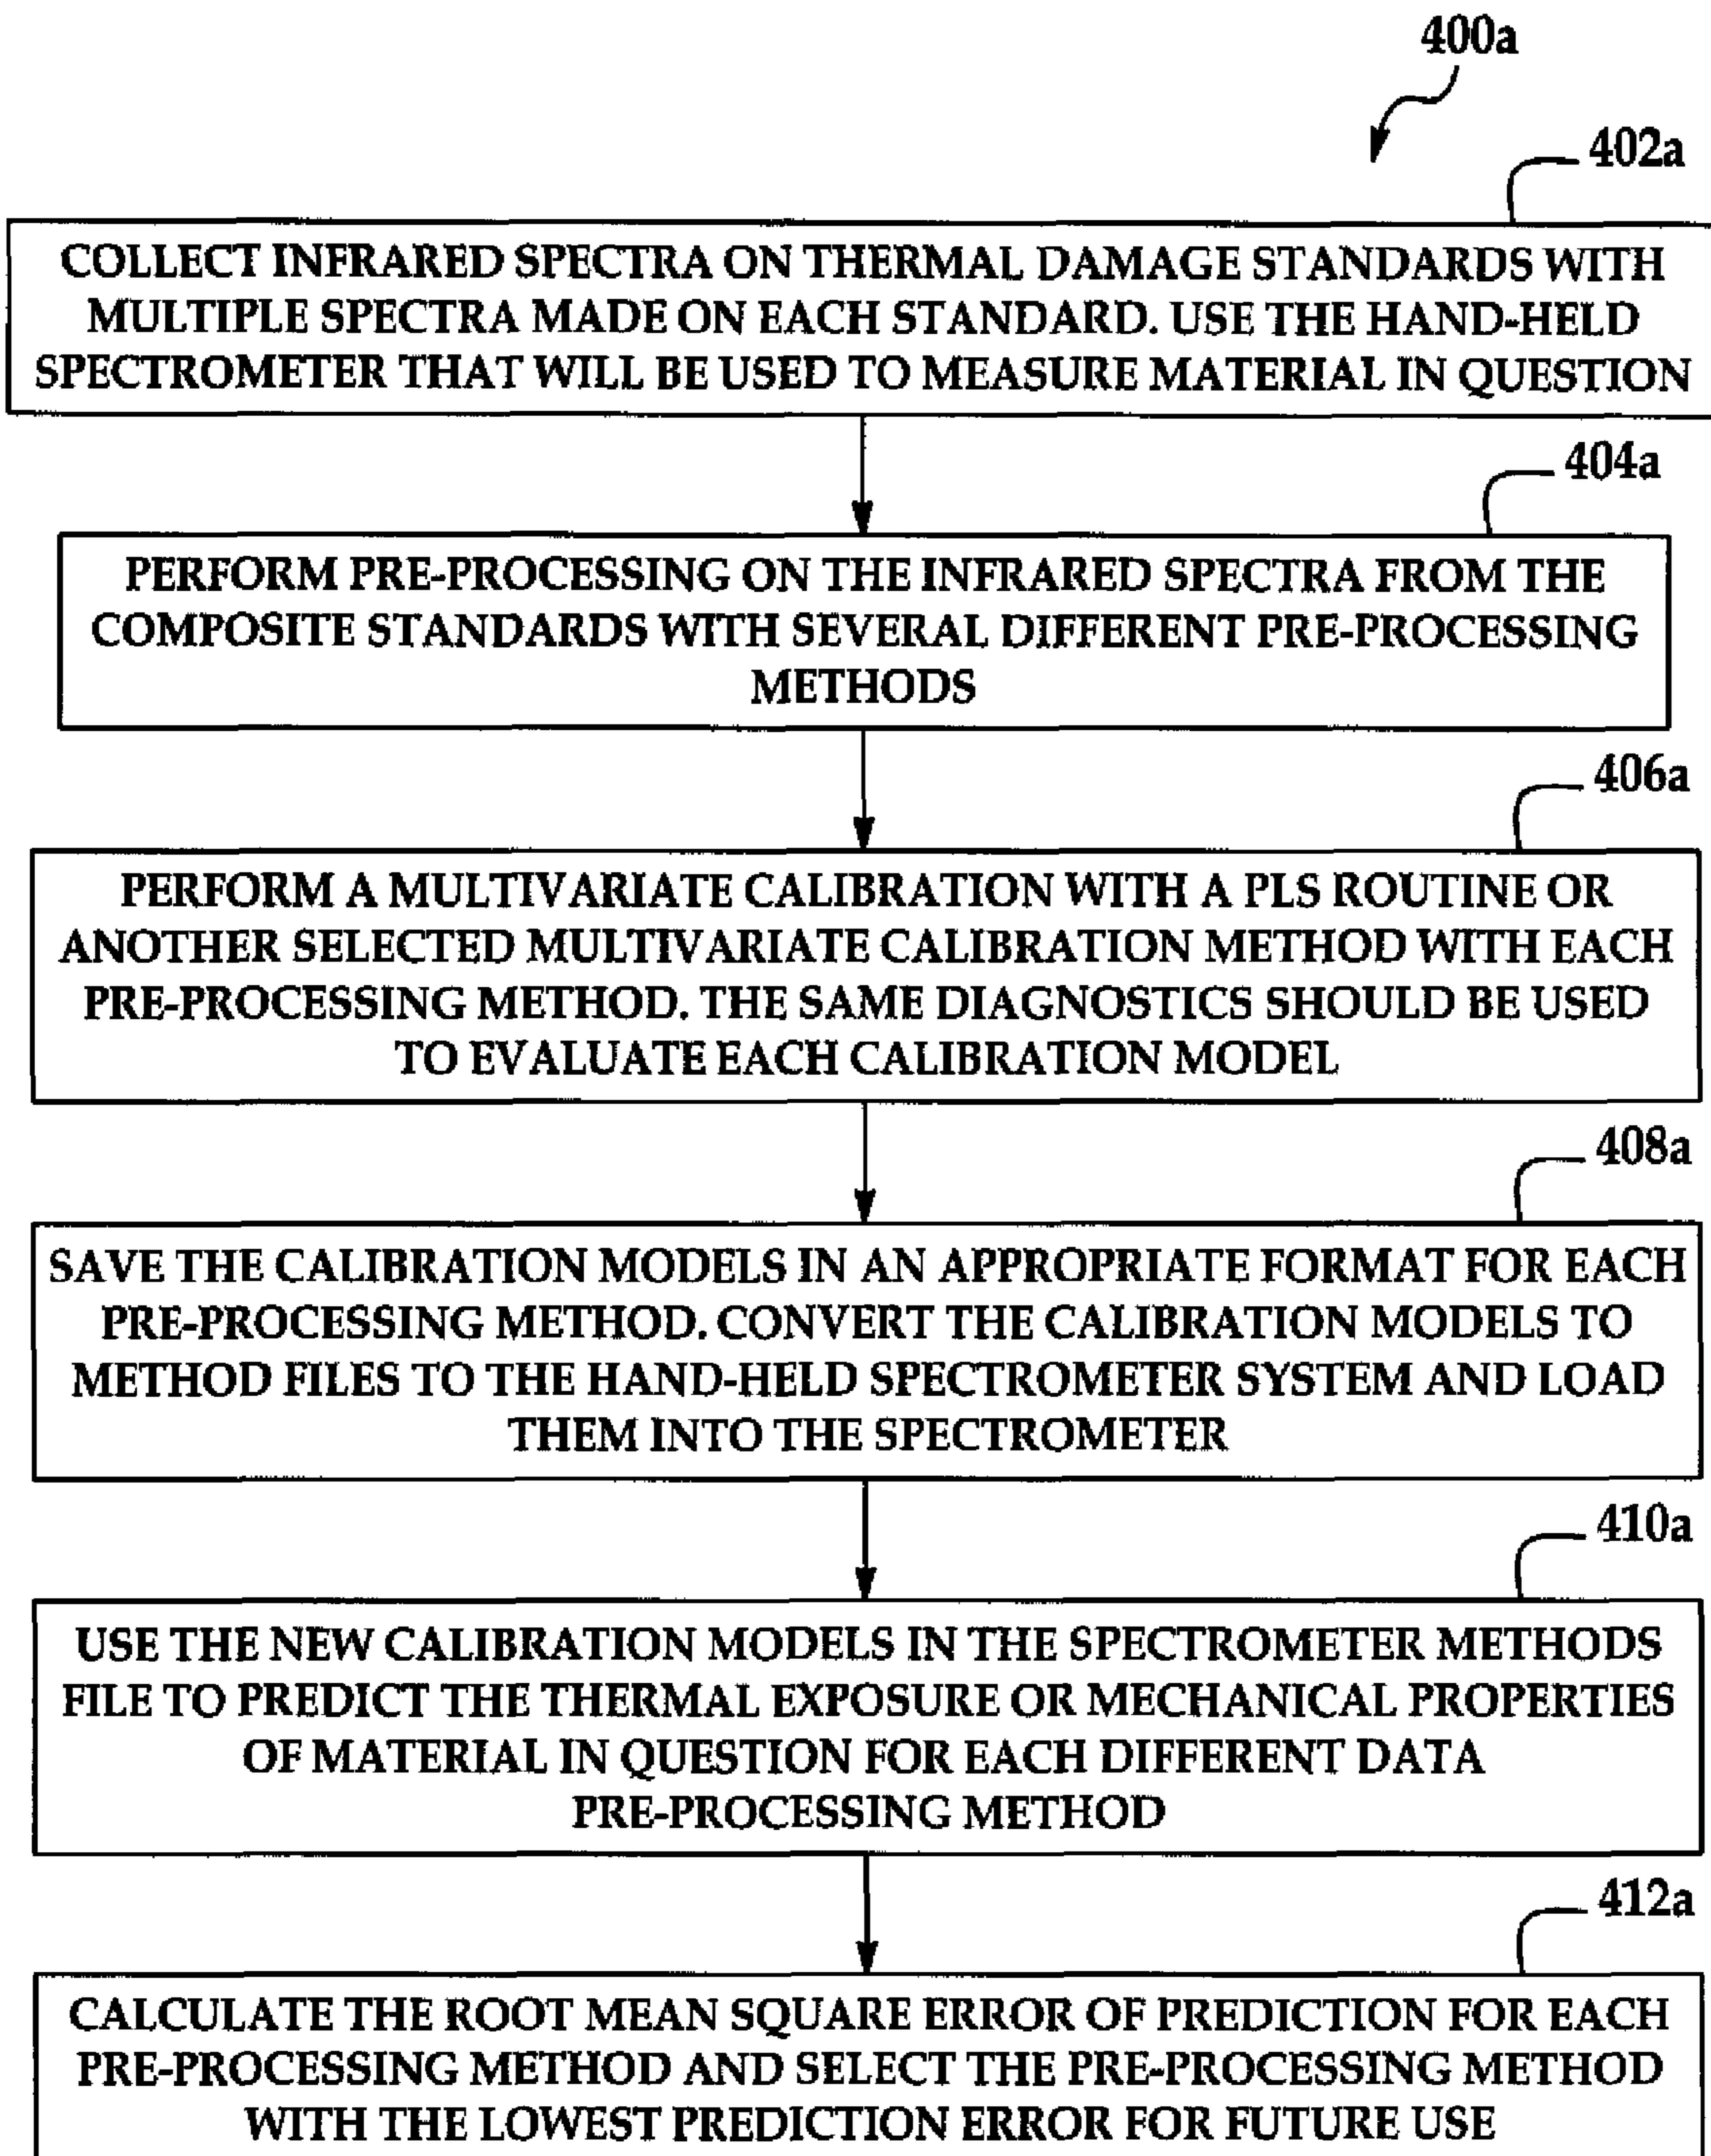 400a
402a
COLLECT INFRARED SPECTRA ON THERMAL DAMAGE STANDARDS WITH
MULTIPLE SPECTRA MADE ON EACH STANDARD. USE THE HAND-HELD
SPECTROMETER THAT WILL BE USED TO MEASURE MATERIAL IN QUESTION
404a
PERFORM PRE-PROCESSING ON THE INFRARED SPECTRA FROM THE
COMPOSITE STANDARDS WITH SEVERAL DIFFERENT PRE-PROCESSING
METHODS
406a
PERFORM A MULTIVARIATE CALIBRATION WITH A PLS ROUTINE OR
ANOTHER SELECTED MULTIVARIATE CALIBRATION METHOD WITH EACH
PRE-PROCESSING METHOD. THE SAME DIAGNOSTICS SHOULD BE USED
TO EVALUATE EACH CALIBRATION MODEL
408a
SAVE THE CALIBRATION MODELS IN AN APPROPRIATE FORMAT FOR EACH
PRE-PROCESSING METHOD. CONVERT THE CALIBRATION MODELS TO
METHOD FILES TO THE HAND-HELD SPECTROMETER SYSTEM AND LOAD
THEM INTO THE SPECTROMETER
410a
USE THE NEW CALIBRATION MODELS IN THE SPECTROMETER METHODS
FILE TO PREDICT THE THERMAL EXPOSURE OR MECHANICAL PROPERTIES
OF MATERIAL IN QUESTION FOR EACH DIFFERENT DATA
PRE-PROCESSING METHOD
412a
CALCULATE THE ROOT MEAN SQUARE ERROR OF PREDICTION FOR EACH
PRE-PROCESSING METHOD AND SELECT THE PRE-PROCESSING METHOD
WITH THE LOWEST PREDICTION ERROR FOR FUTURE USE